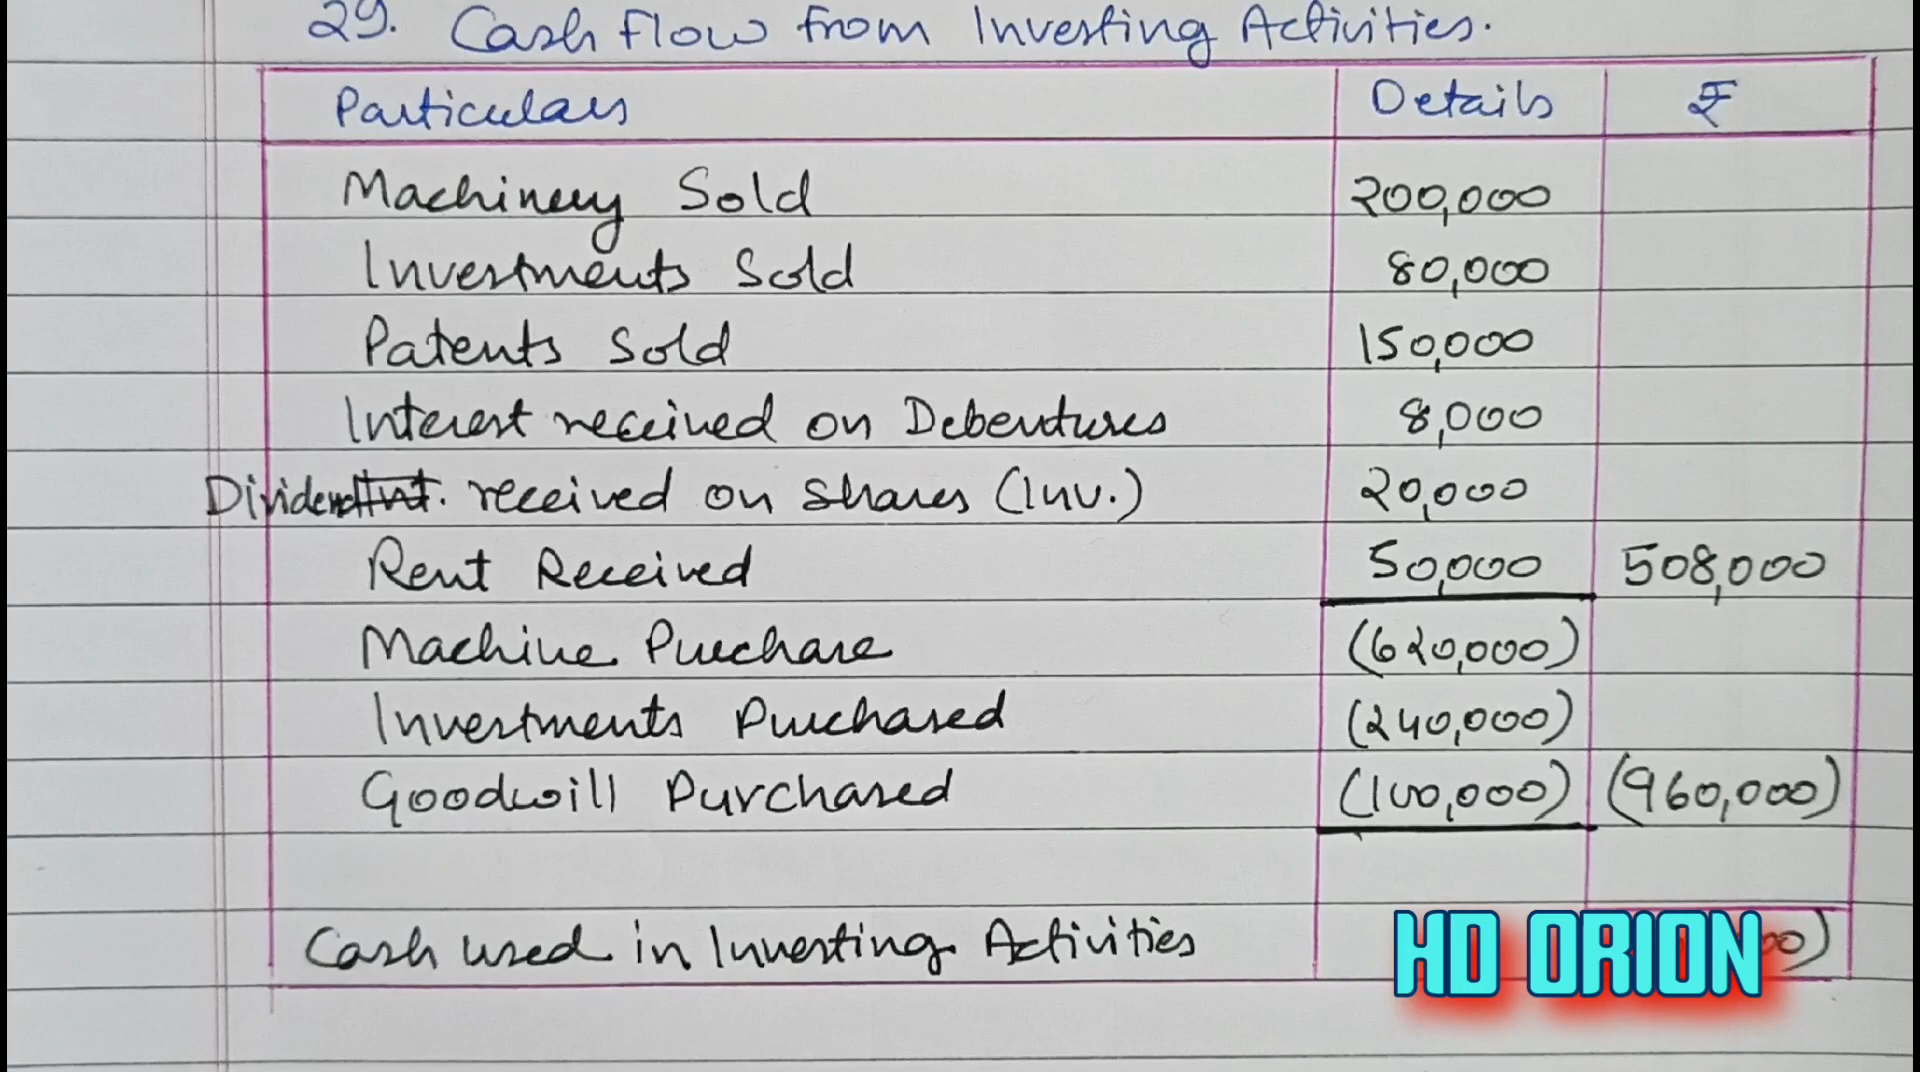 29. Cash flow from Investing Activities.
Particulars Details ₹
Machinery Sold 200,000
Investments Sold 80,000
Patents Sold 150,000
Interest received on Debentures 8,000
Dividend received on shares (Inv.) 20,000
Rent Received 50,000 508,000
Machine Purchase (620,000)
Investments Purchased (240,000)
Goodwill Purchased (100,000) (960,000)
Cash used in Investing Activities
HD ORION